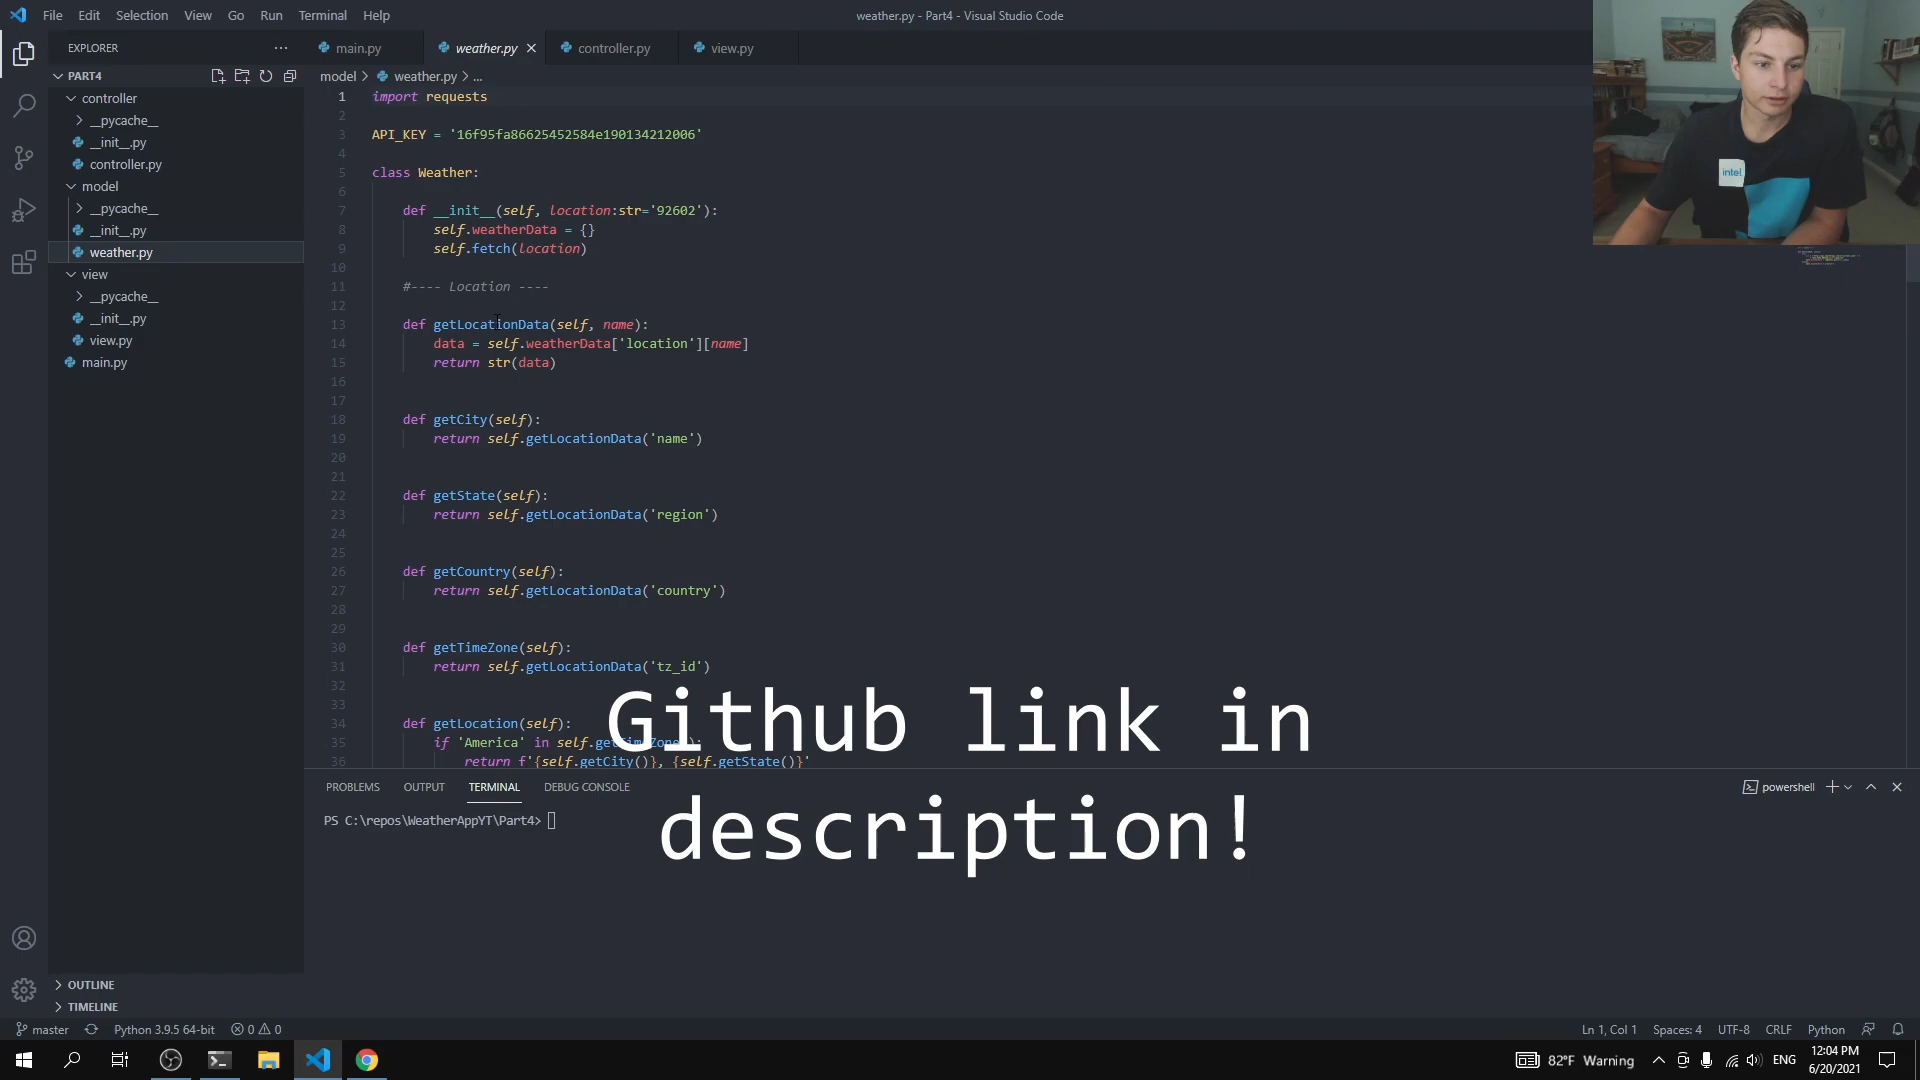 File Edit Selection View Go Run Terminal Help
weather.py - Part4 - Visual Studio Code
EXPLORER
main.py
weather.py
controller.py
view.py
PART4
model > weather.py > ...
controller
__pycache__
__init__.py
controller.py
model
__pycache__
__init__.py
weather.py
view
__pycache__
__init__.py
view.py
main.py
1 import requests
2
3 API_KEY = '16f95fa86625452584e190134212006'
4
5 class Weather:
6
7 def __init__(self, location:str='92602'):
8 self.weatherData = {}
9 self.fetch(location)
10
11 #---- Location ----
12
13 def getLocationData(self, name):
14 data = self.weatherData['location'][name]
15 return str(data)
16
17
18 def getCity(self):
19 return self.getLocationData('name')
20
21
22 def getState(self):
23 return self.getLocationData('region')
24
25
26 def getCountry(self):
27 return self.getLocationData('country')
28
29
30 def getTimeZone(self):
31 return self.getLocationData('tz_id')
32
33
34 def getLocation(self):
35 if 'America' in self.getTimeZone():
36 return f'{self.getCity()}, {self.getState()}'
intel
Github link in
description!
PROBLEMS OUTPUT TERMINAL DEBUG CONSOLE
powershell
PS C:\repos\WeatherAppYT\Part4>
OUTLINE
TIMELINE
master Python 3.9.5 64-bit 0 0
Ln 1, Col 1 Spaces: 4 UTF-8 CRLF Python
82°F Warning ENG
12:04 PM
6/20/2021